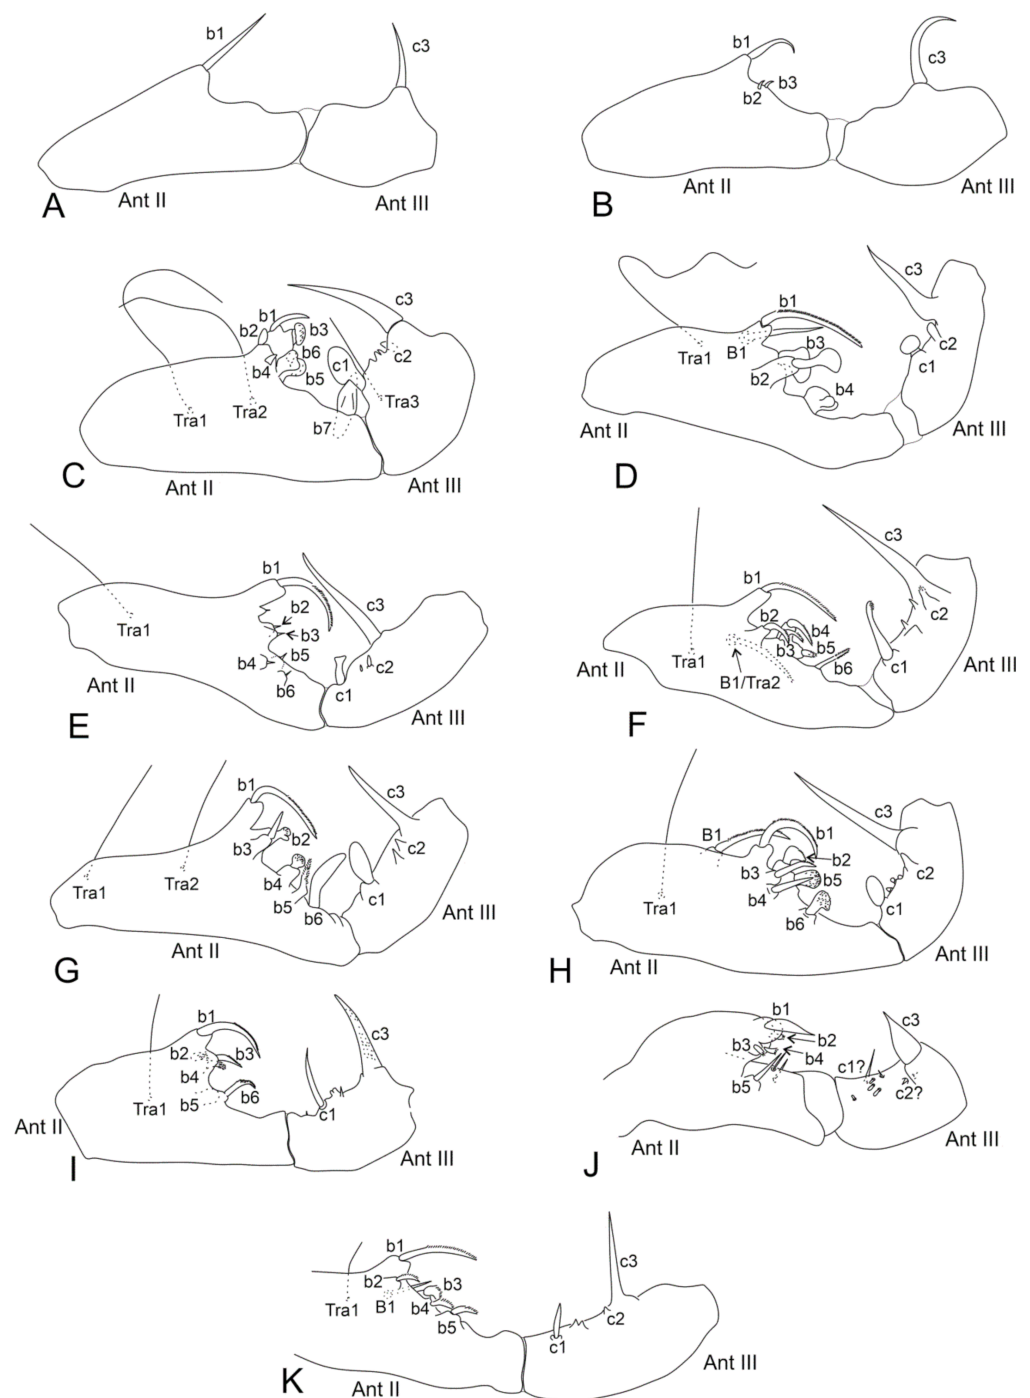 b1
c3
Ant II
Ant III
A
b1
b2
b3
c3
Ant II
Ant III
B
b1
b2
b3
b6
b4
b5
c1
c2
c3
Tra1
Tra2
Tra3
b7
Ant II
Ant III
C
b1
c3
Tra1
B1
b3
b2
b4
c2
c1
Ant II
Ant III
D
b1
b2
b3
c3
Tra1
b4
b5
b6
c2
c1
Ant II
Ant III
E
c3
b1
b2
b4
b3
b5
b6
c2
c1
Tra1
B1/Tra2
Ant II
Ant III
F
b1
c3
b3
b2
c2
Tra1
Tra2
b4
b5
b6
c1
Ant II
Ant III
G
c3
B1
b1
b2
b3
b5
b4
b6
c2
c1
Tra1
Ant II
Ant III
H
b1
c3
b2
b3
b4
b5
b6
Tra1
c1
Ant II
Ant III
I
b1
b2
c3
b3
b4
b5
c1?
c2?
Ant II
Ant III
J
b1
c3
b2
b3
Tra1
B1
b4
b5
c2
c1
Ant II
Ant III
K